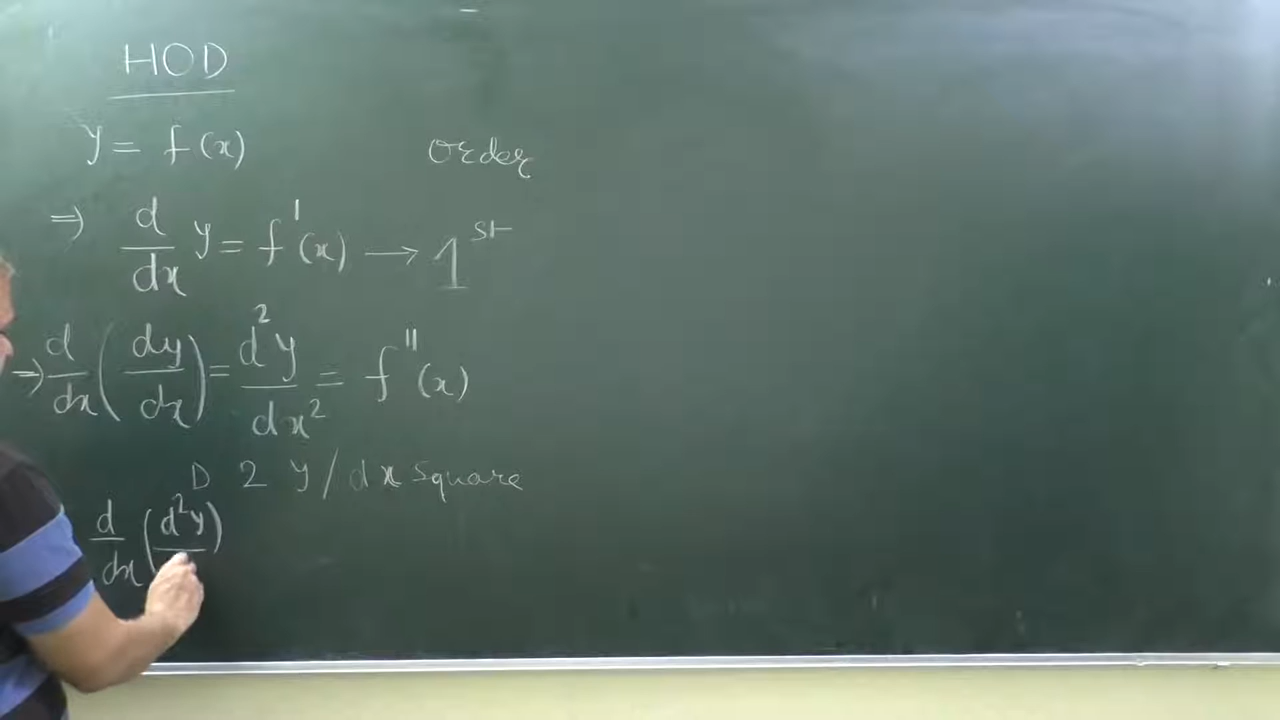 HOD
y = f(x) order
⇒ d/dx y = f'(x) → 1st
⇒ d/dx (dy/dx) = d²y/dx² = f''(x)
D 2 y/dx square
d/dx (d²y/